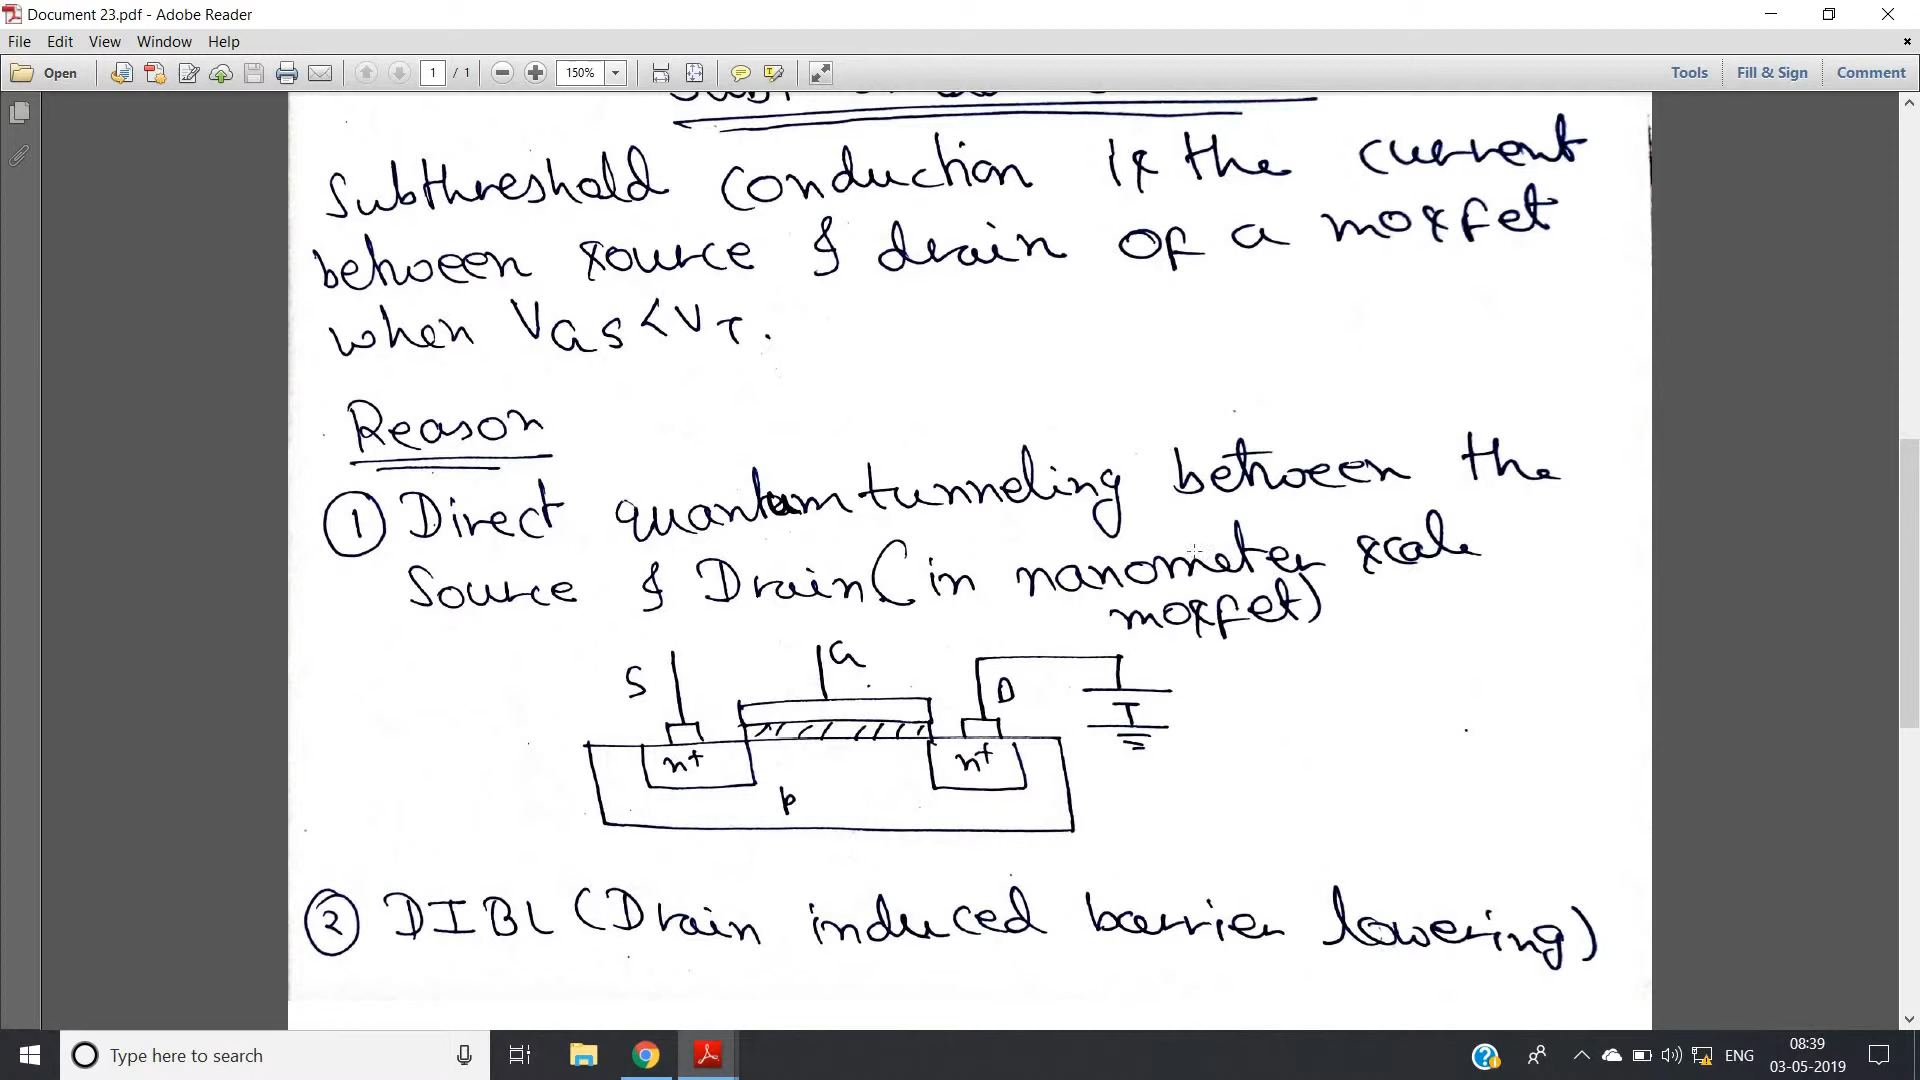 Document 23.pdf - Adobe Reader
File Edit View Window Help
Open 1 / 1 150% Tools Fill & Sign Comment
Subthreshold conduction is the current
between source & drain of a mosfet
when VGS < VT.
Reason
① Direct quantum tunneling between the
Source & Drain (in nanometer scale
mosfet)
S G D
n+ n+
p
② DIBL (Drain induced barrier lowering)
Type here to search ENG 08:39
03-05-2019